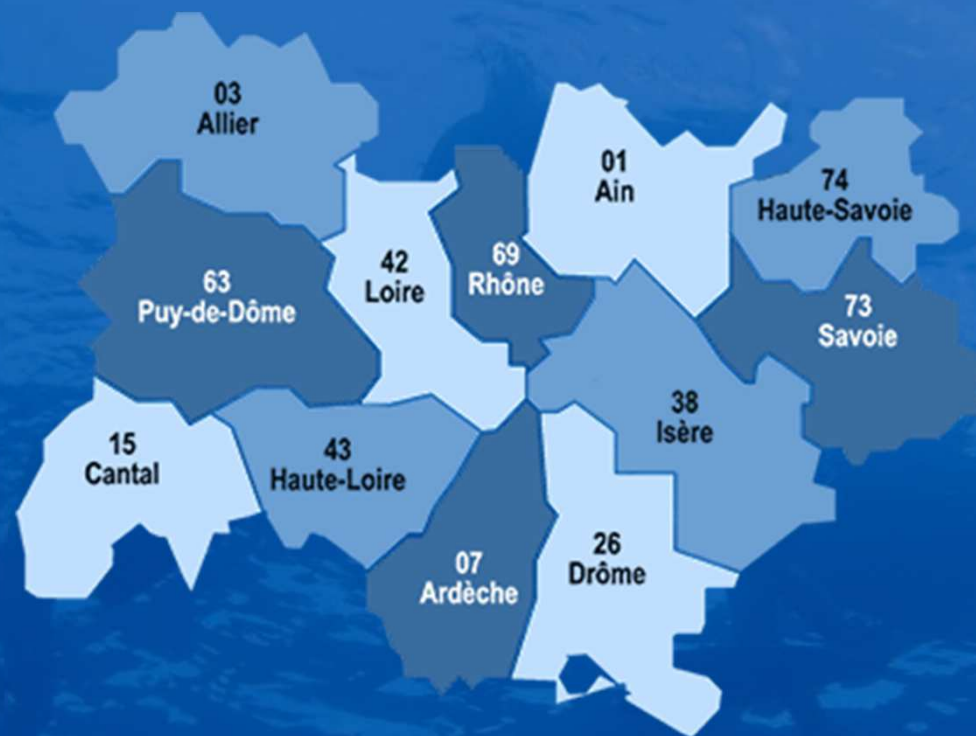 03
Allier
01
Ain
74
Haute-Savoie
63
Puy-de-Dôme
42
Loire
69
Rhône
73
Savoie
15
Cantal
43
Haute-Loire
38
Isère
07
Ardèche
26
Drôme